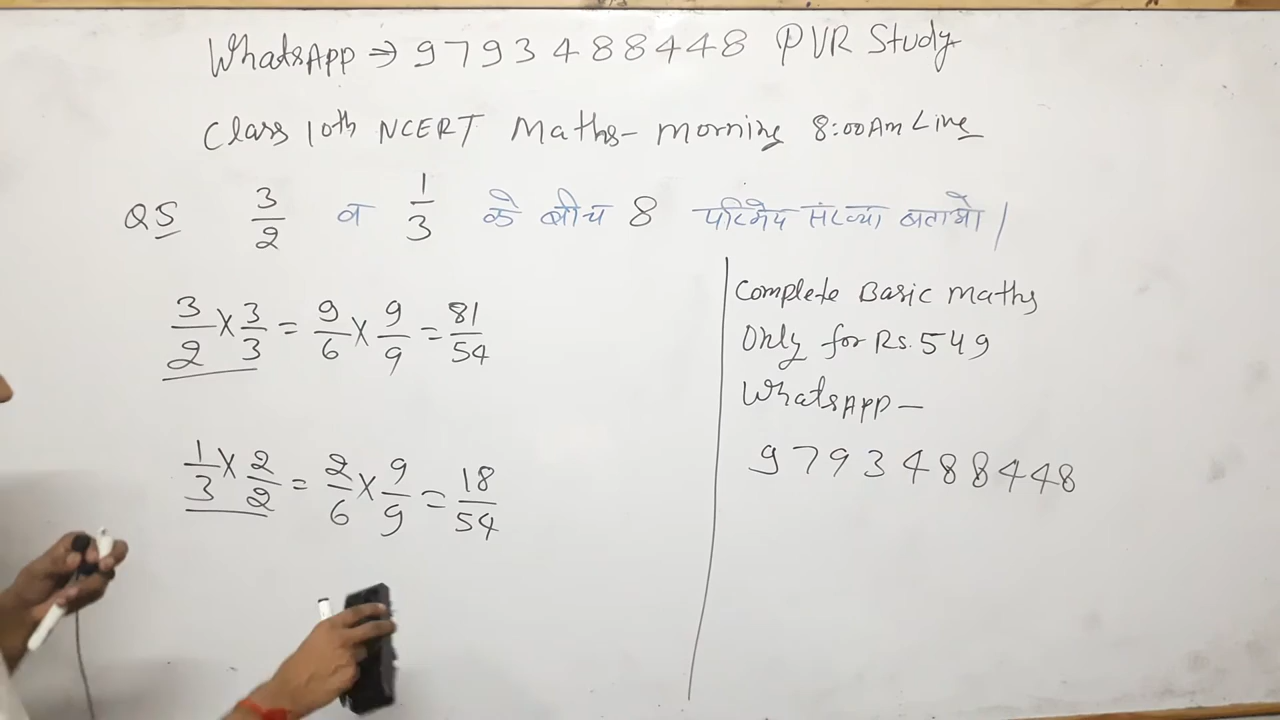 WhatsApp → 9793488448 PVR Study
Class 10th NCERT Maths- morning 8:00Am Live
Q5 3/2 व 1/3 के बीच 8 परिमेय संख्या बताओ।
3/2 × 3/3 = 9/6 × 9/9 = 81/54
1/3 × 2/2 = 2/6 × 9/9 = 18/54
Complete Basic Maths
Only for Rs. 549
WhatsApp –
9793488448